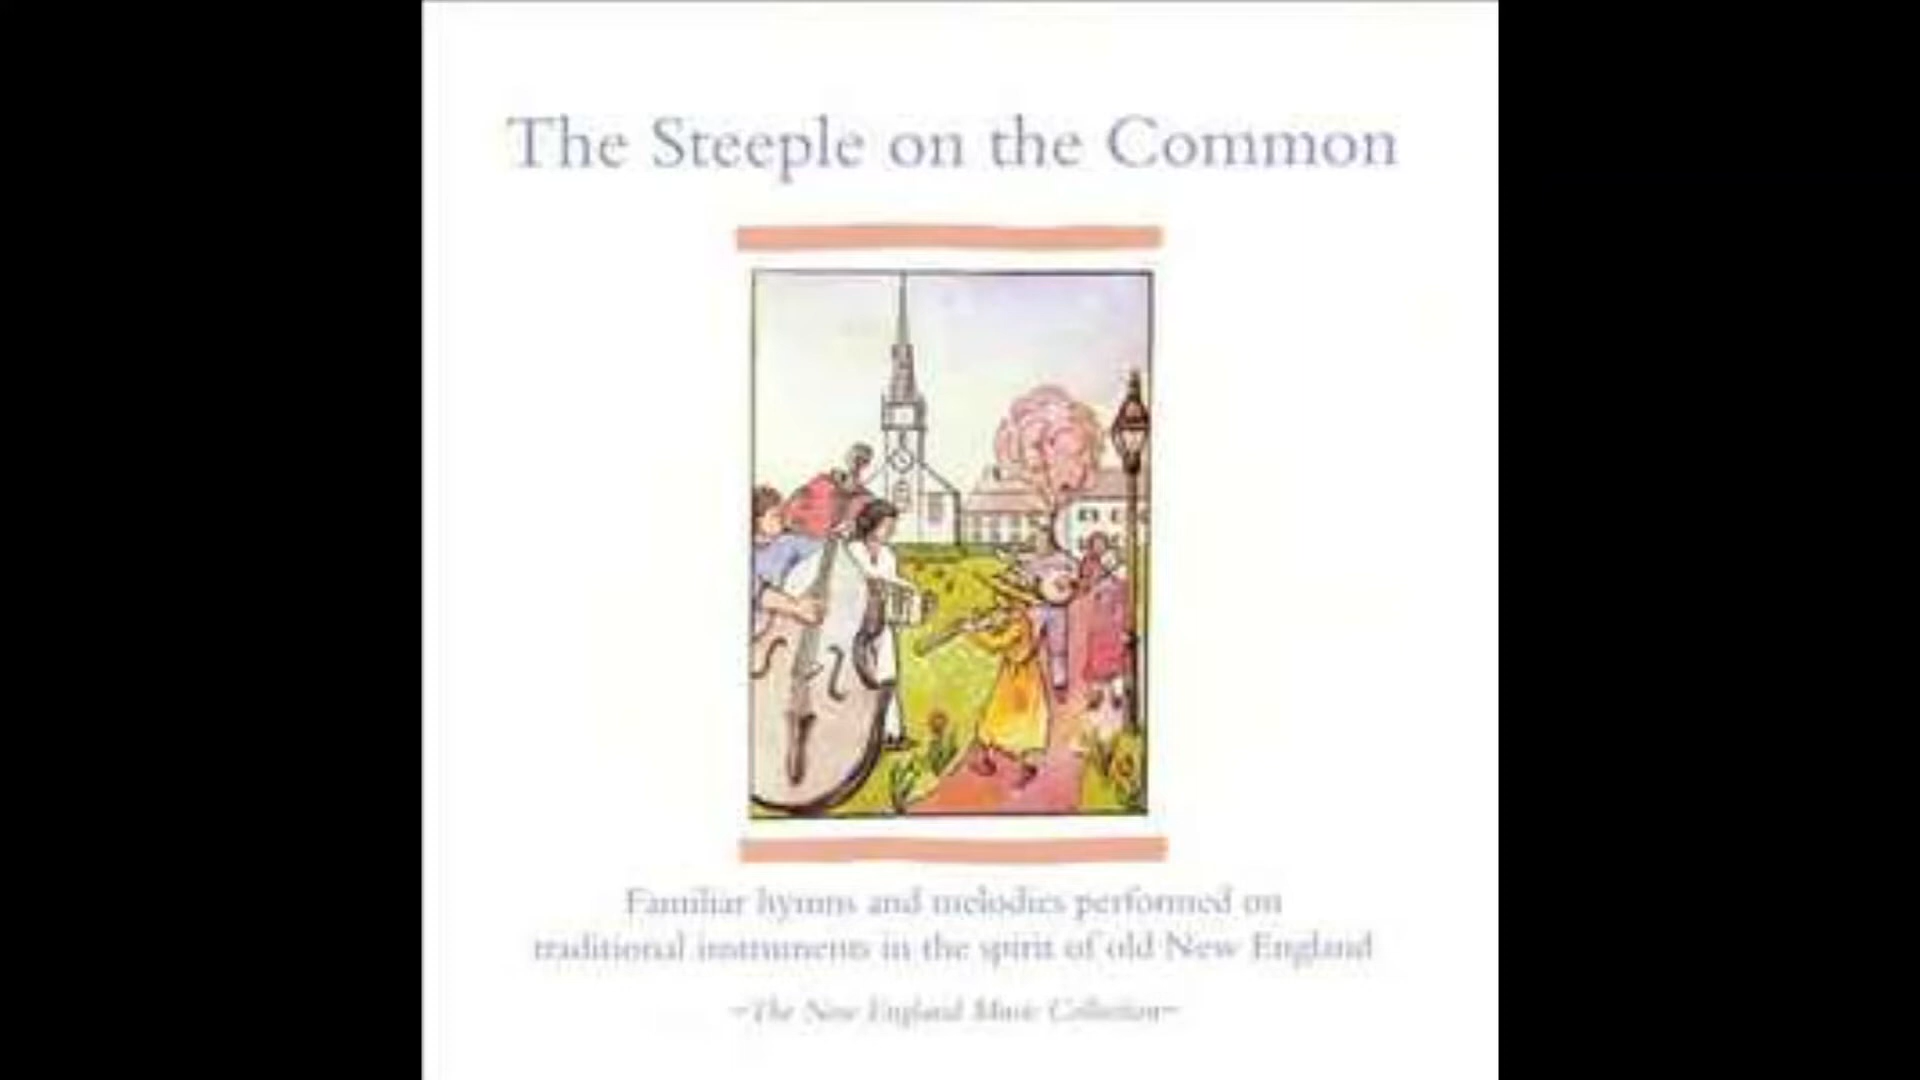 The Steeple on the Common
Familiar hymns and melodies performed on
traditional instruments in the spirit of old New England
~The New England Music Collection~